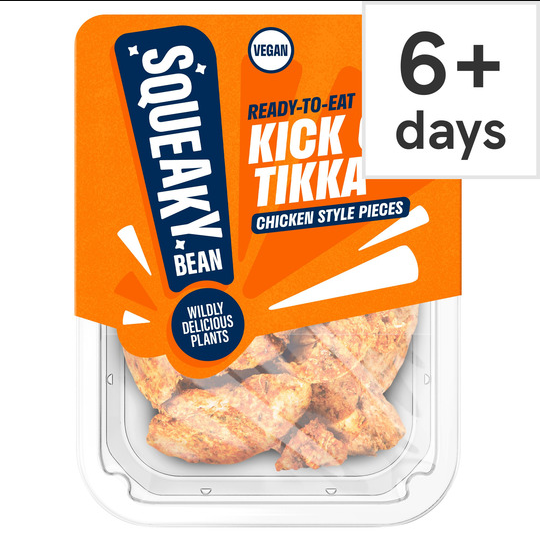 SQUEAKY
BEAN
VEGAN
READY-TO-EAT
KICK
TIKKA
CHICKEN STYLE PIECES
WILDLY
DELICIOUS
PLANTS
6+
days